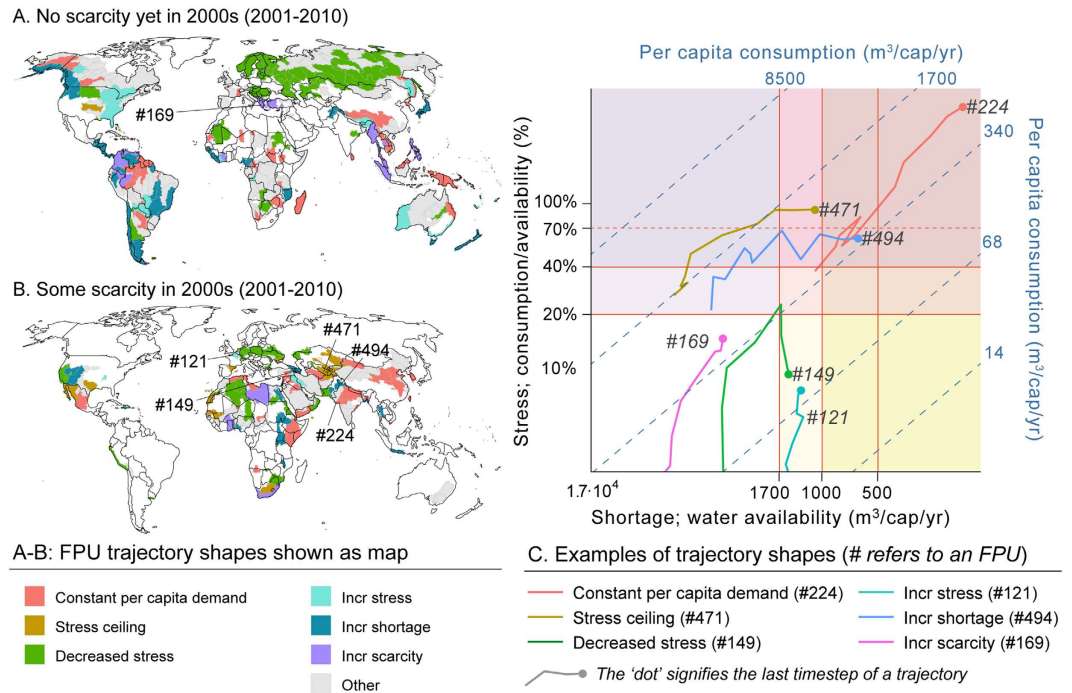 A. No scarcity yet in 2000s (2001-2010)
#169
B. Some scarcity in 2000s (2001-2010)
#471
#494
#121
#149
#224
A-B: FPU trajectory shapes shown as map
Constant per capita demand
Stress ceiling
Decreased stress
Incr stress
Incr shortage
Incr scarcity
Other
Per capita consumption (m³/cap/yr)
8500
1700
340
68
14
Per capita consumption (m³/cap/yr)
Stress; consumption/availability (%)
100%
70%
40%
20%
10%
#224
#471
#494
#169
#149
#121
1.7·10⁴
1700
1000
500
Shortage; water availability (m³/cap/yr)
C. Examples of trajectory shapes (# refers to an FPU)
Constant per capita demand (#224)
Stress ceiling (#471)
Decreased stress (#149)
Incr stress (#121)
Incr shortage (#494)
Incr scarcity (#169)
The ‘dot’ signifies the last timestep of a trajectory